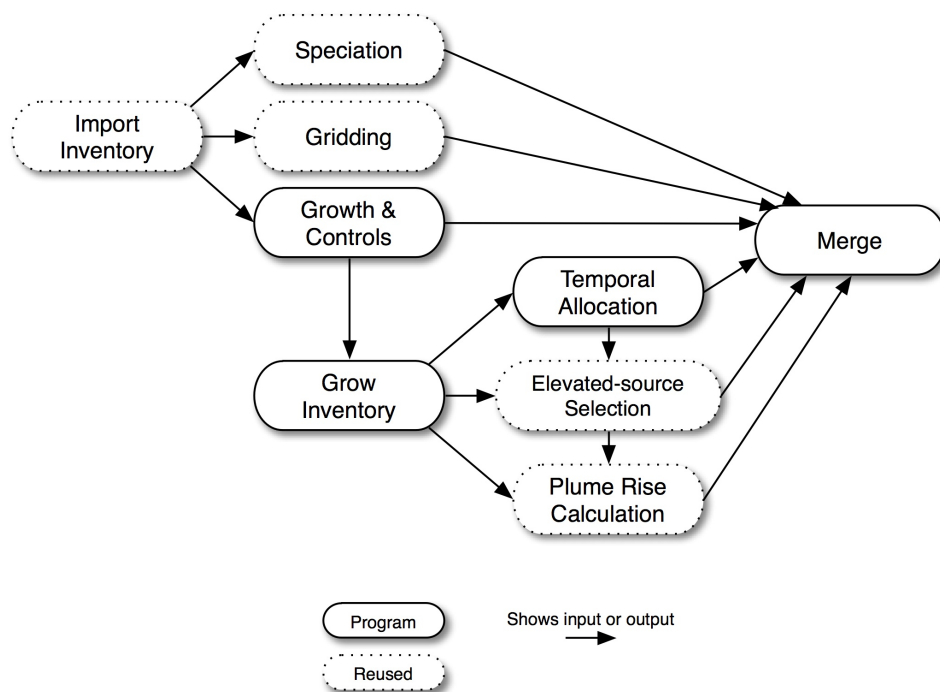 Speciation
Import
Inventory
Gridding
Growth &
Controls
Merge
Temporal
Allocation
Grow
Inventory
Elevated-source
Selection
Plume Rise
Calculation
Program
Shows input or output
Reused